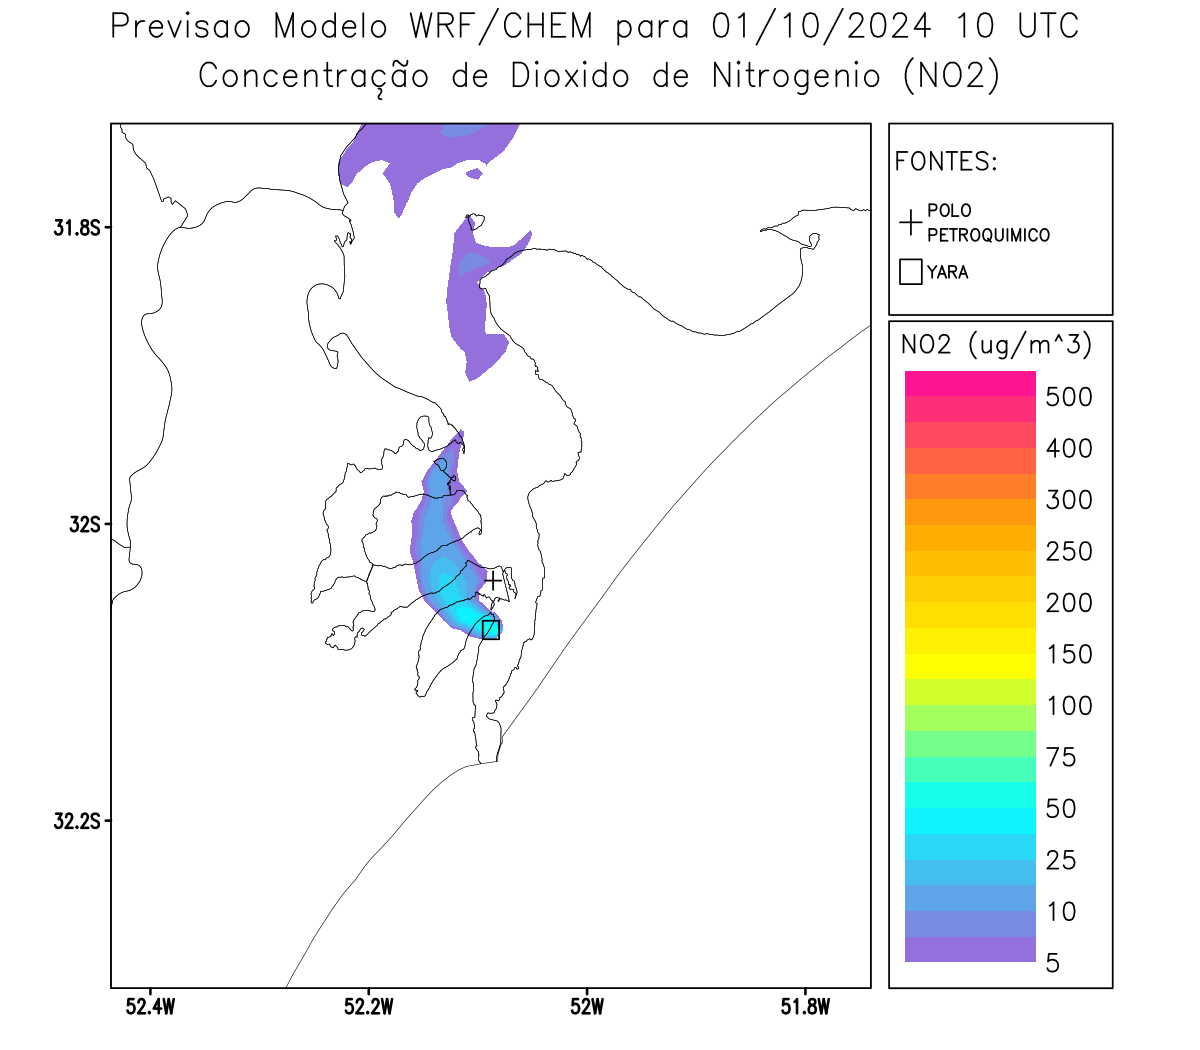 Previsao Modelo WRF/CHEM para 01/10/2024 10 UTC
Concentração de Dioxido de Nitrogenio (NO2)
FONTES:
POLO
PETROQUIMICO
YARA
NO2 (ug/m^3)
500
400
300
250
200
150
100
75
50
25
10
5
31.8S
32S
32.2S
52.4W
52.2W
52W
51.8W